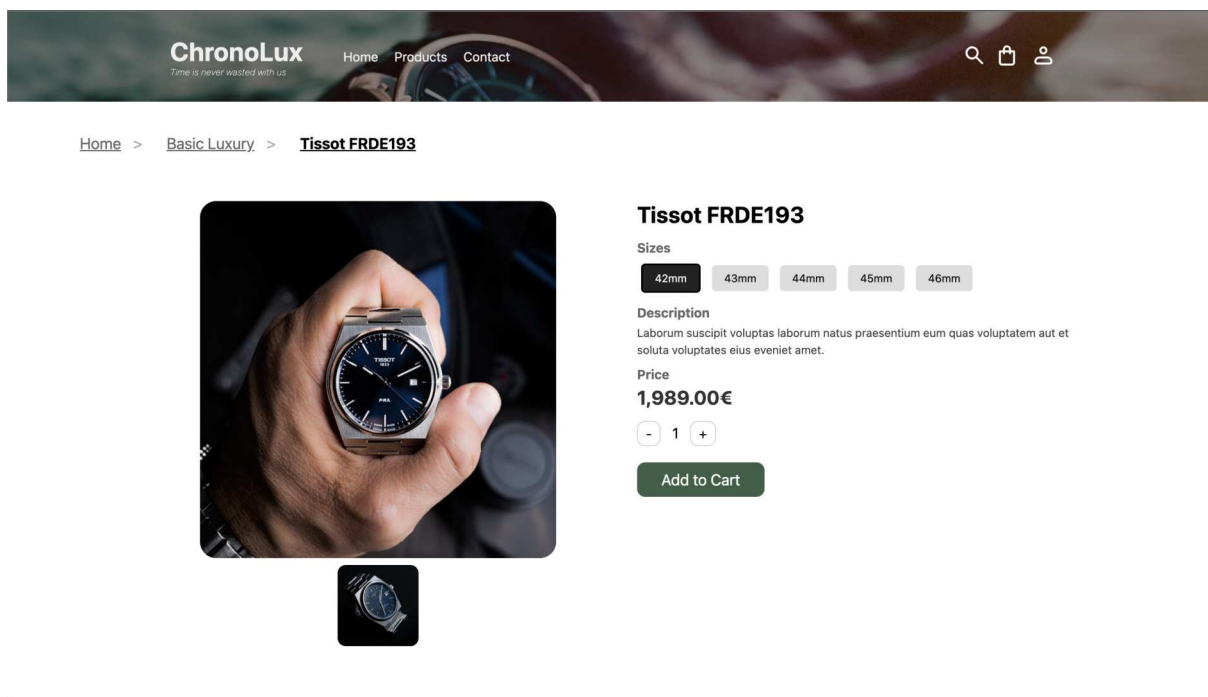 ChronoLux
Time is never wasted with us
Home Products Contact
Home > Basic Luxury > Tissot FRDE193
Tissot FRDE193
Sizes
42mm 43mm 44mm 45mm 46mm
Description
Laborum suscipit voluptas laborum natus praesentium eum quas voluptatem aut et
soluta voluptates eius eveniet amet.
Price
1,989.00€
- 1 +
Add to Cart
TISSOT
1853
PRX